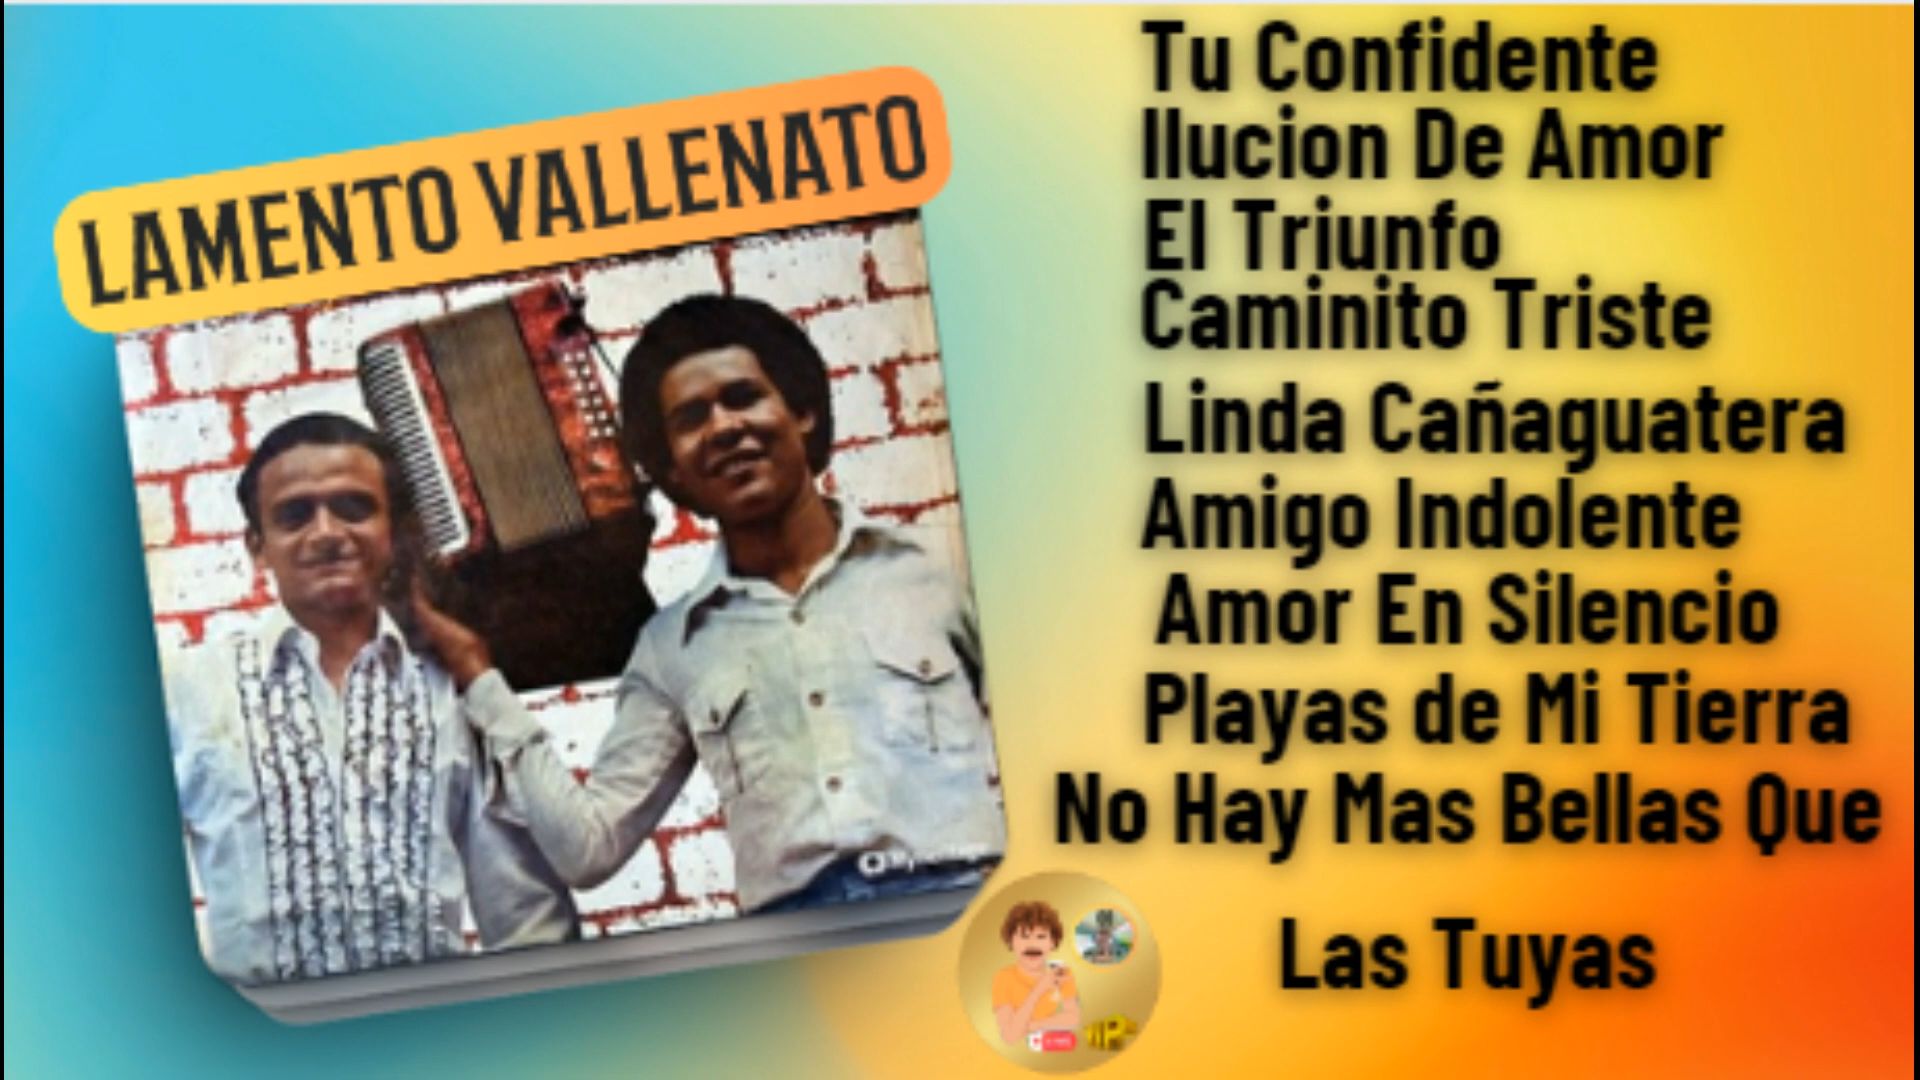 LAMENTO VALLENATO
Tu Confidente
Ilucion De Amor
El Triunfo
Caminito Triste
Linda Cañaguatera
Amigo Indolente
Amor En Silencio
Playas de Mi Tierra
No Hay Mas Bellas Que
Las Tuyas